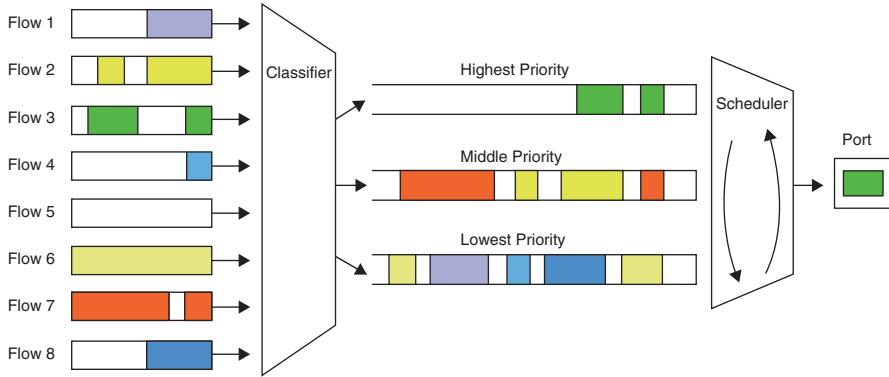 Flow 1
Flow 2
Flow 3
Flow 4
Flow 5
Flow 6
Flow 7
Flow 8
Classifier
Highest Priority
Middle Priority
Lowest Priority
Scheduler
Port